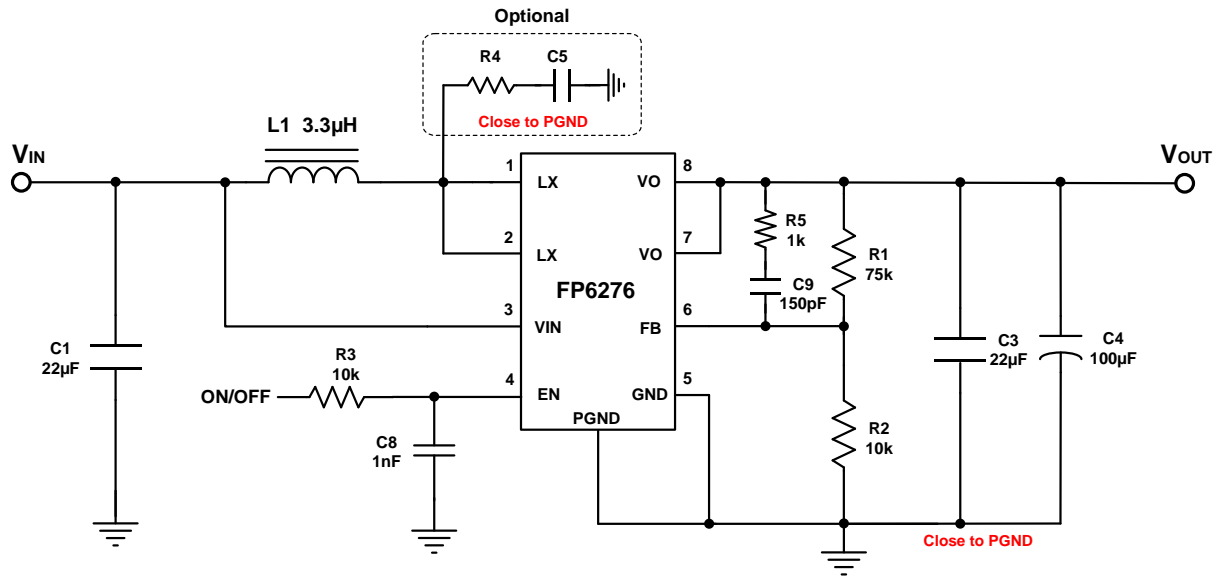 Optional
R4
C5
Close to PGND
L1 3.3µH
VIN
VOUT
1
LX
VO
8
2
LX
VO
7
R5
1k
R1
75k
FP6276
C9
150pF
3
VIN
FB
6
C1
22µF
R3
10k
C3
22µF
C4
100µF
ON/OFF
4
EN
GND
5
PGND
C8
1nF
R2
10k
Close to PGND